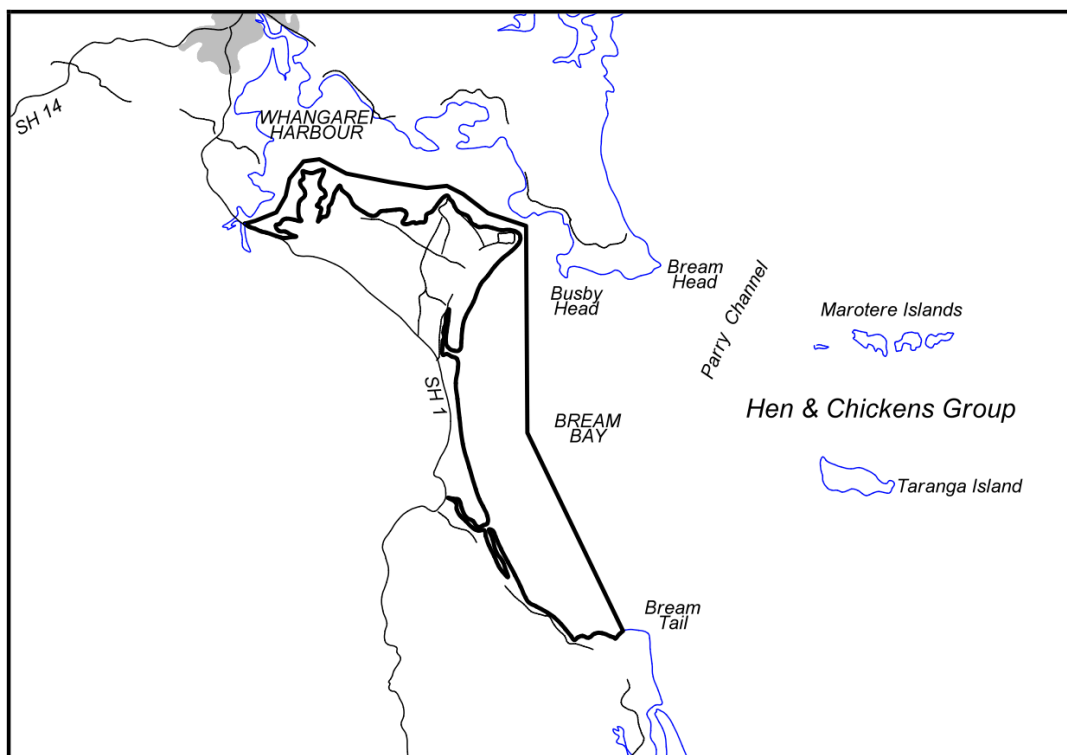 SH 14
WHANGAREI
HARBOUR
Bream
Head
Busby
Head
Parry Channel
Marotere Islands
SH 1
Hen & Chickens Group
BREAM
BAY
Taranga Island
Bream
Tail